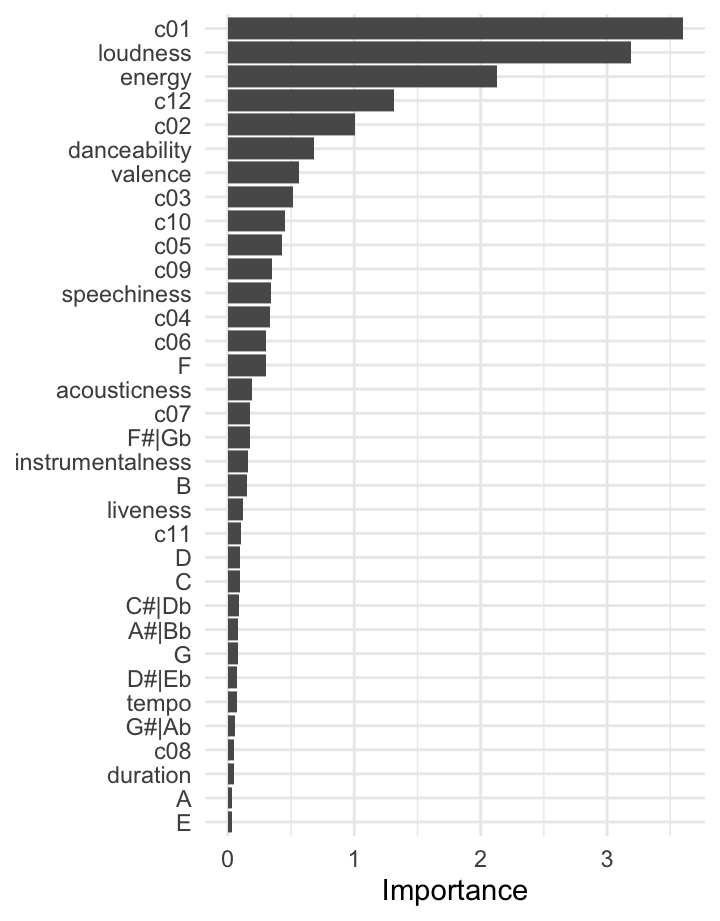 c01
loudness
energy
c12
c02
danceability
valence
c03
c10
c05
c09
speechiness
c04
c06
F
acousticness
c07
F#|Gb
instrumentalness
B
liveness
c11
D
C
C#|Db
A#|Bb
G
D#|Eb
tempo
G#|Ab
c08
duration
A
E
0 1 2 3
Importance